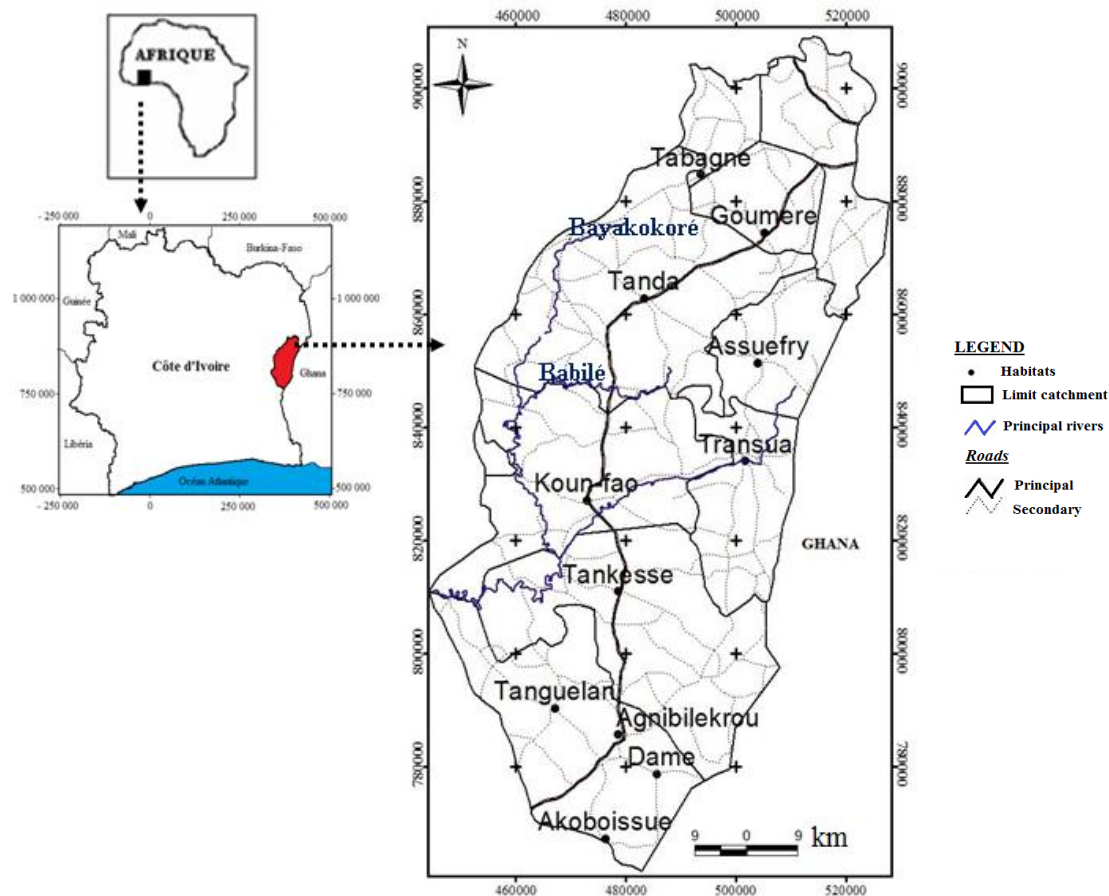 AFRIQUE
- 250 000 0 250 000 500 000
Mali
Burkina-Faso
Guinée
1 000 000 1 000 000
Côte d'Ivoire
Ghana
750 000 750 000
Libéria
Océan Atlantique
500 000 500 000
- 250 000 0 250 000 500 000
460000 480000 500000 520000
N
900000 900000
Tabagne
880000 880000
Goumere
Bayakokoré
Tanda
860000 860000
Assuefry
Babilé
840000 840000
Transua
Koun-fao
820000 820000
GHANA
Tankesse
800000 800000
Tanguelan
Agnibilekrou
Dame
780000 780000
Akoboissue
9 0 9 km
460000 480000 500000 520000
LEGEND
Habitats
Limit catchment
Principal rivers
Roads
Principal
Secondary